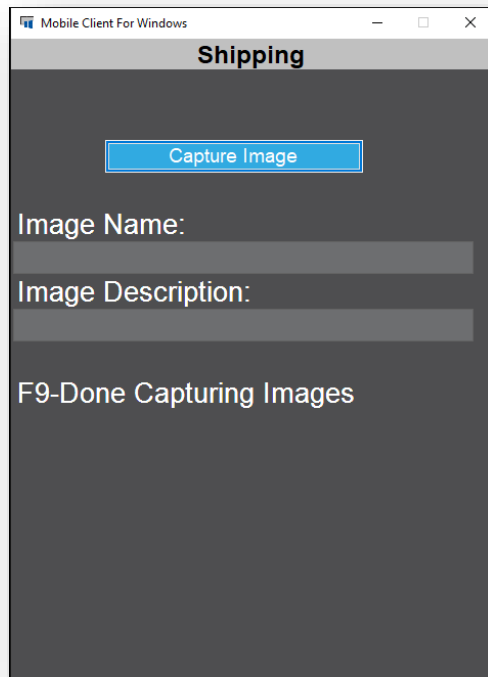 Mobile Client For Windows
Shipping
Capture Image
Image Name:
Image Description:
F9-Done Capturing Images